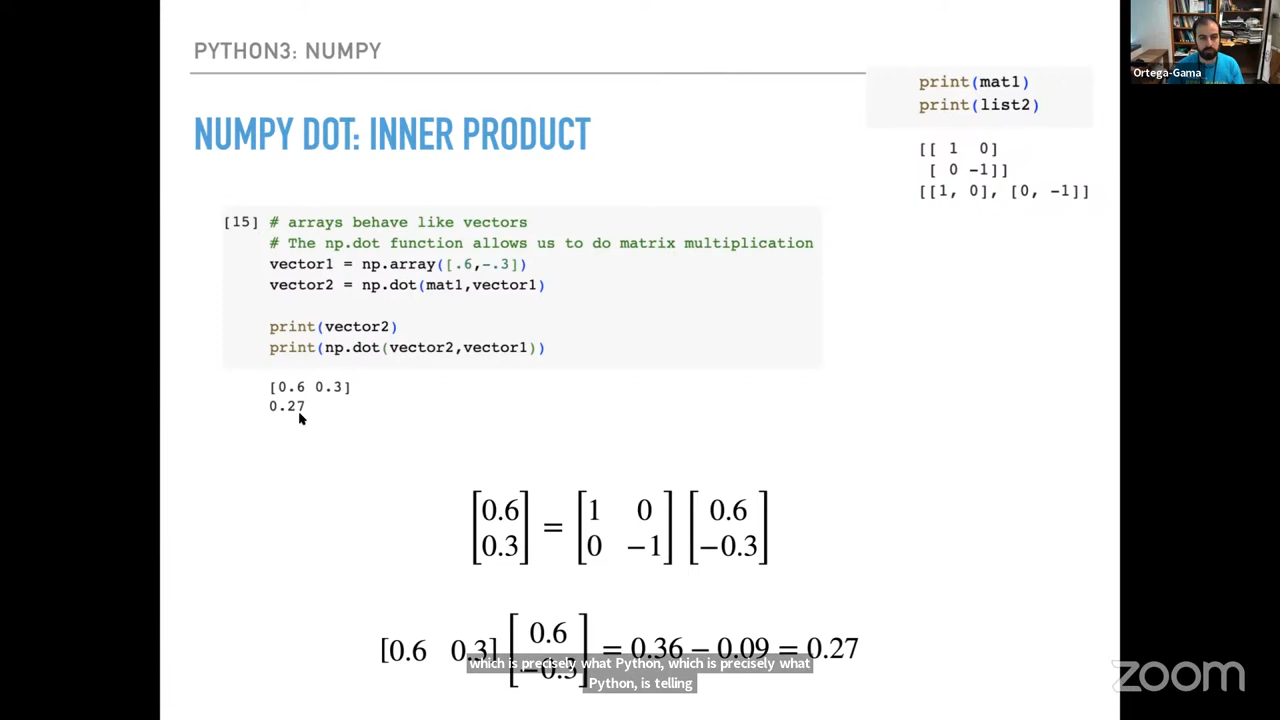 PYTHON3: NUMPY
Ortega-Gama
print(mat1)
print(list2)
[[ 1 0]
[ 0 -1]]
[[1, 0], [0, -1]]
NUMPY DOT: INNER PRODUCT
[15] # arrays behave like vectors
# The np.dot function allows us to do matrix multiplication
vector1 = np.array([.6,-.3])
vector2 = np.dot(mat1,vector1)
print(vector2)
print(np.dot(vector2,vector1))
[0.6 0.3]
0.27
[0.6 = [1 0 [0.6
0.3] 0 -1] -0.3]
[0.6 0.3] [0.6 -0.3] = 0.36 − 0.09 = 0.27
which is precisely what Python, which is precisely what
Python, is telling
zoom